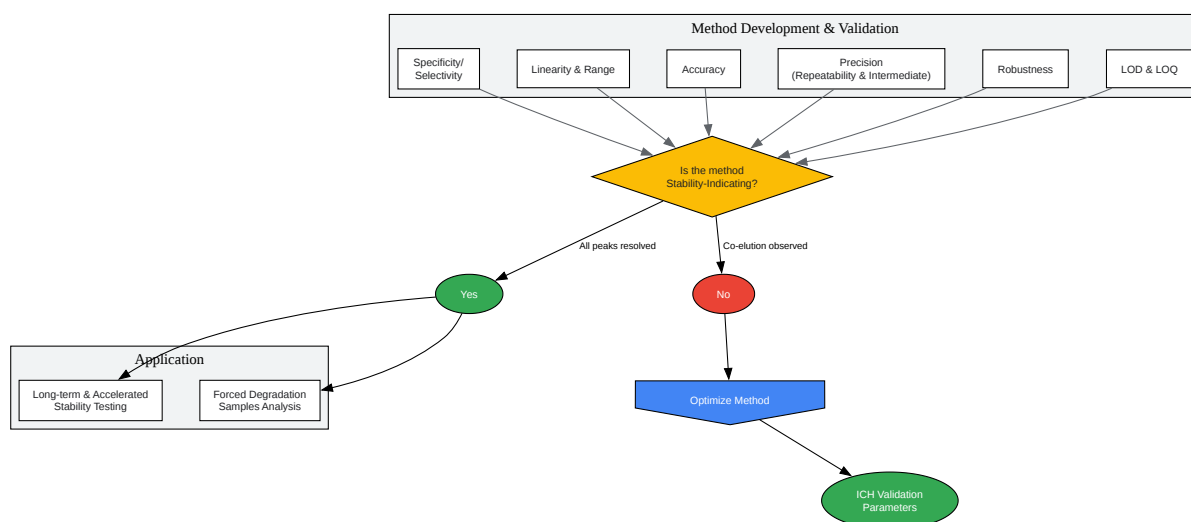 Method Development & Validation
Specificity/
Selectivity
Linearity & Range
Accuracy
Precision
(Repeatability & Intermediate)
Robustness
LOD & LOQ
Is the method
Stability-Indicating?
All peaks resolved
Co-elution observed
Yes
No
Application
Long-term & Accelerated
Stability Testing
Forced Degradation
Samples Analysis
Optimize Method
ICH Validation
Parameters